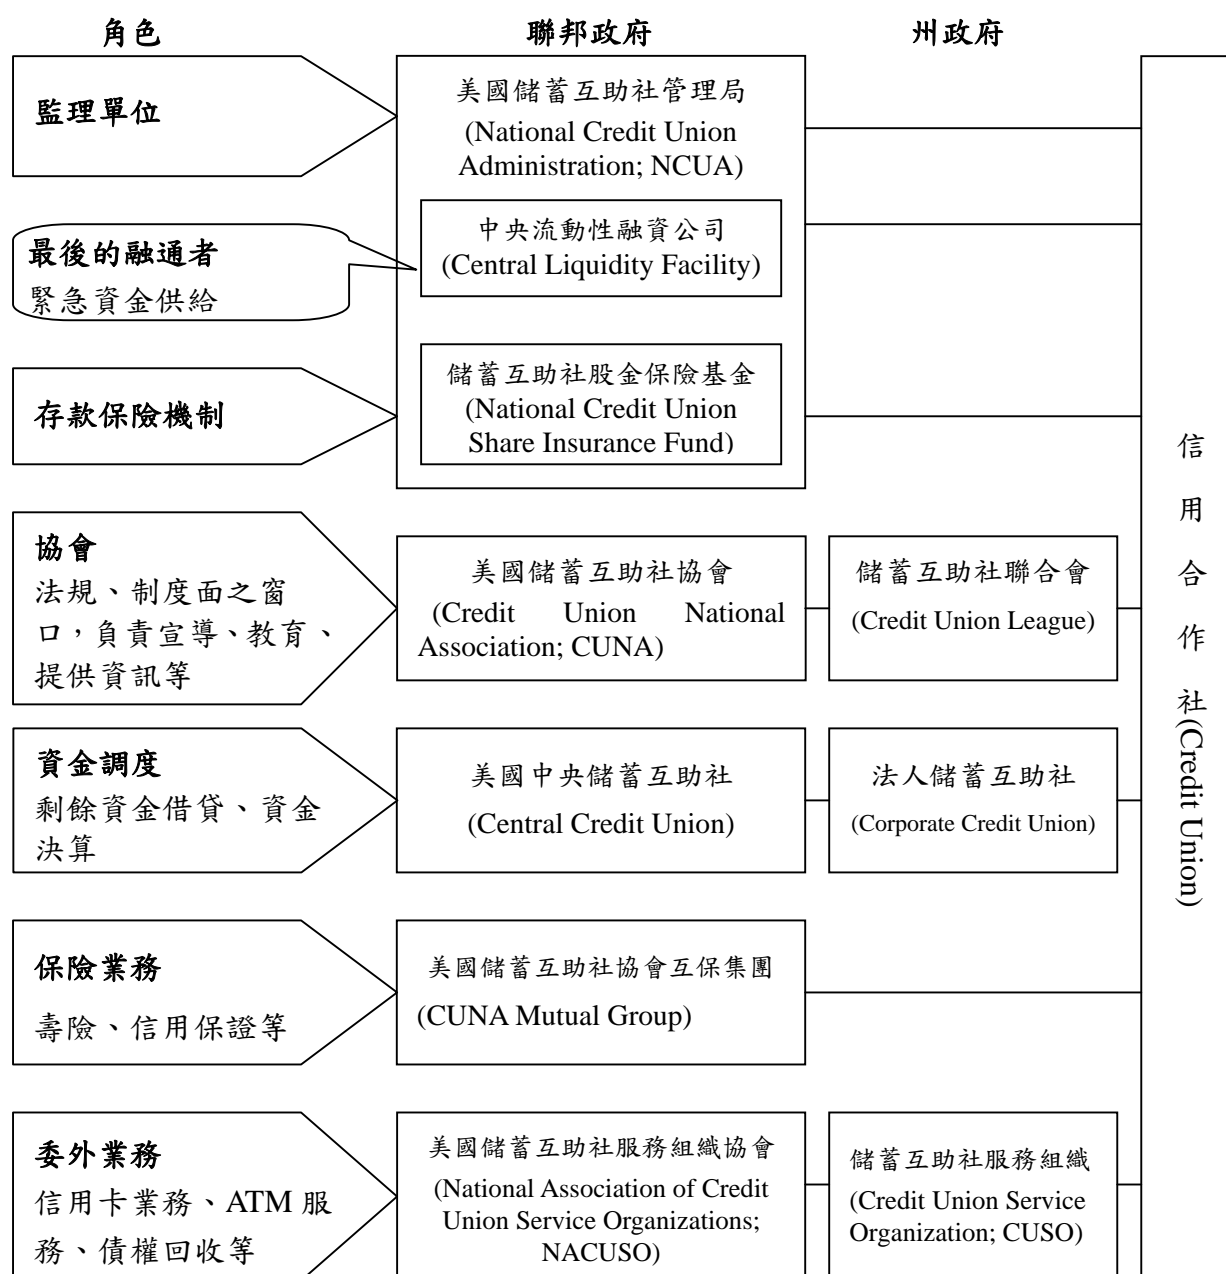 角色
聯邦政府
州政府
監理單位
美國儲蓄互助社管理局
(National Credit Union
Administration; NCUA)
最後的融通者
緊急資金供給
中央流動性融資公司
(Central Liquidity Facility)
存款保險機制
儲蓄互助社股金保險基金
(National Credit Union
Share Insurance Fund)
協會
法規、制度面之窗
口，負責宣導、教育、
提供資訊等
美國儲蓄互助社協會
(Credit Union National
Association; CUNA)
儲蓄互助社聯合會
(Credit Union League)
資金調度
剩餘資金借貸、資金
決算
美國中央儲蓄互助社
(Central Credit Union)
法人儲蓄互助社
(Corporate Credit Union)
保險業務
壽險、信用保證等
美國儲蓄互助社協會互保集團
(CUNA Mutual Group)
委外業務
信用卡業務、ATM 服
務、債權回收等
美國儲蓄互助社服務組織協會
(National Association of Credit
Union Service Organizations;
NACUSO)
儲蓄互助社服務組織
(Credit Union Service
Organization; CUSO)
信用合作社(Credit Union)